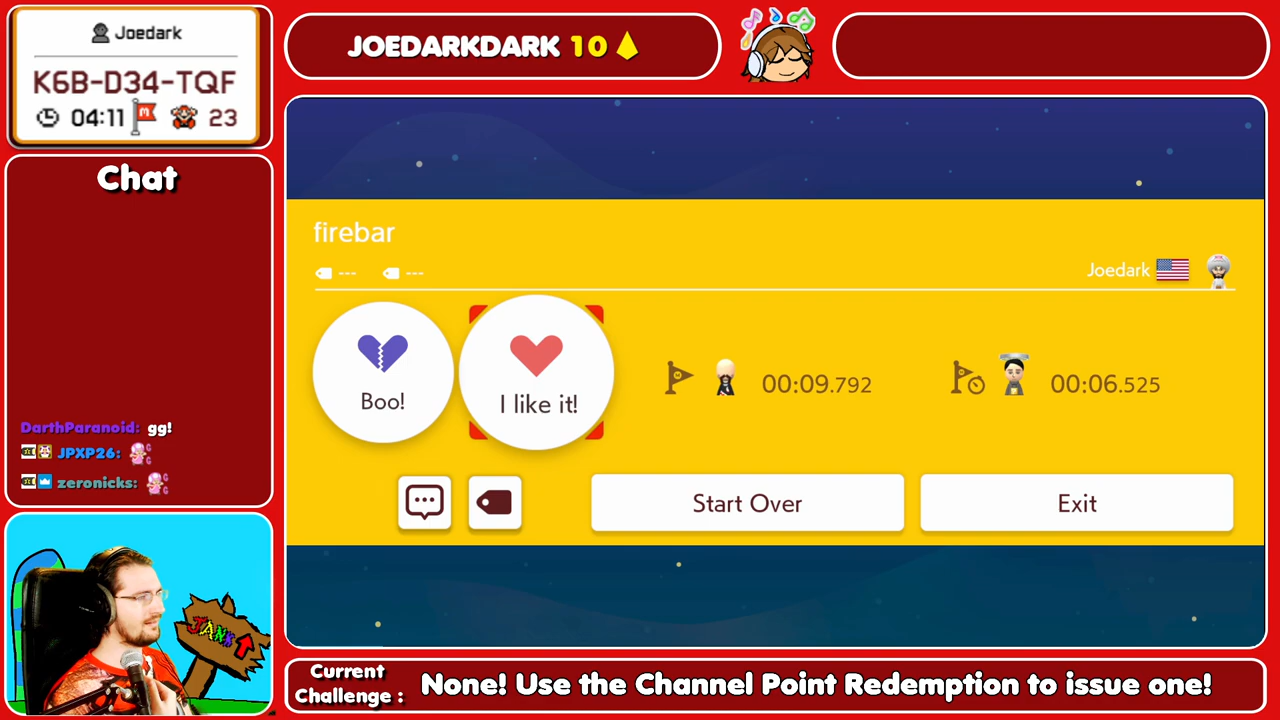 Joedark
K6B-D34-TQF
04:11 M 23
JOEDARKDARK 10
Chat
DarthParanoid: gg!
JPXP26:
zeronicks:
JANK
firebar
--- ---
Joedark
Boo!
I like it!
00:09.792
00:06.525
Start Over
Exit
Current
Challenge :
None! Use the Channel Point Redemption to issue one!